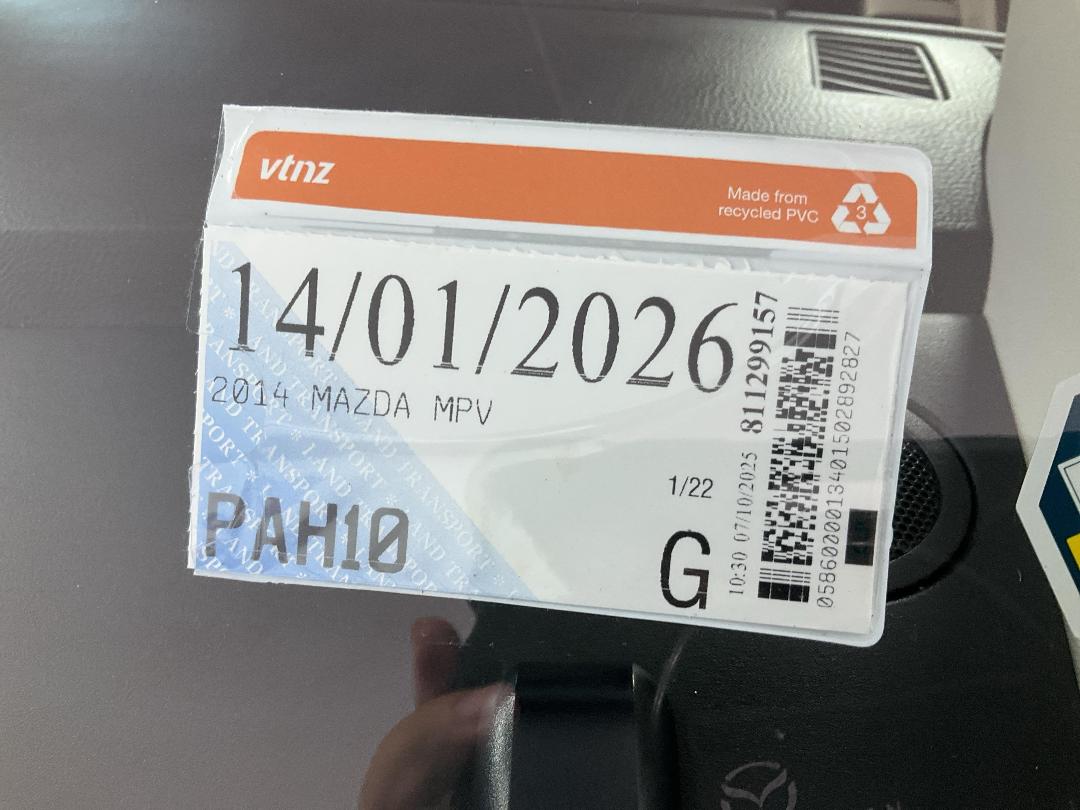 vtnz
Made from
recycled PVC
3
14/01/2026
2014 MAZDA MPV
PAH10
1/22
G
10:30 07/10/2025 811299157
05860000013401502892827